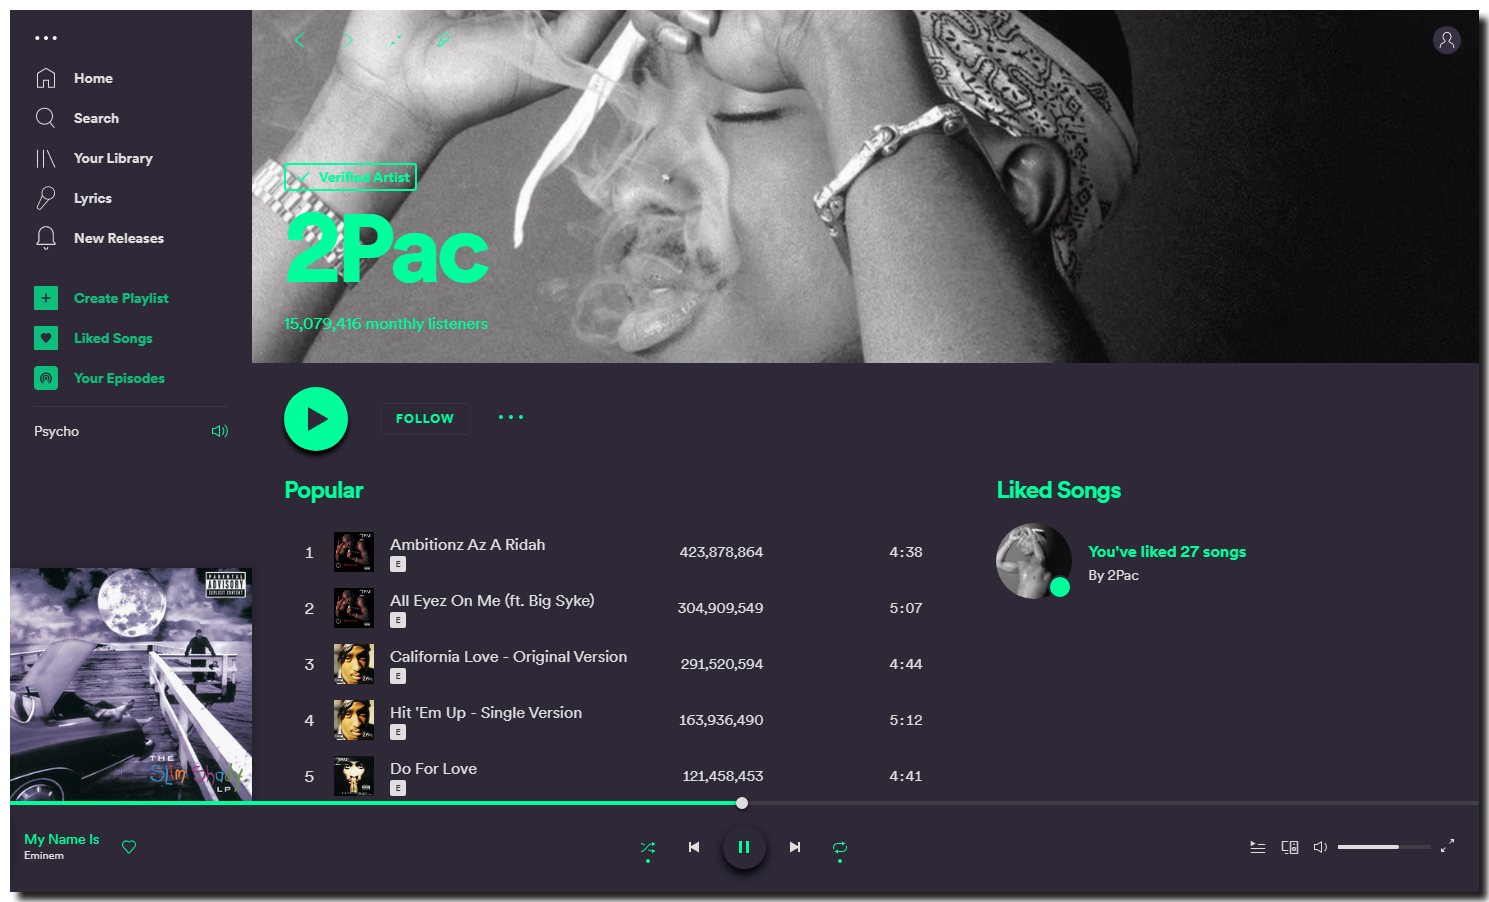 Home
Search
Your Library
Lyrics
New Releases
Create Playlist
Liked Songs
Your Episodes
Psycho
PARENTAL
ADVISORY
EXPLICIT CONTENT
THE
Slim Shady
LP
Verified Artist
2Pac
15,079,416 monthly listeners
FOLLOW
Popular
1 Ambitionz Az A Ridah 423,878,864 4:38
E
2 All Eyez On Me (ft. Big Syke) 304,909,549 5:07
E
3 California Love - Original Version 291,520,594 4:44
E
4 Hit 'Em Up - Single Version 163,936,490 5:12
E
5 Do For Love 121,458,453 4:41
E
Liked Songs
You've liked 27 songs
By 2Pac
My Name Is
Eminem